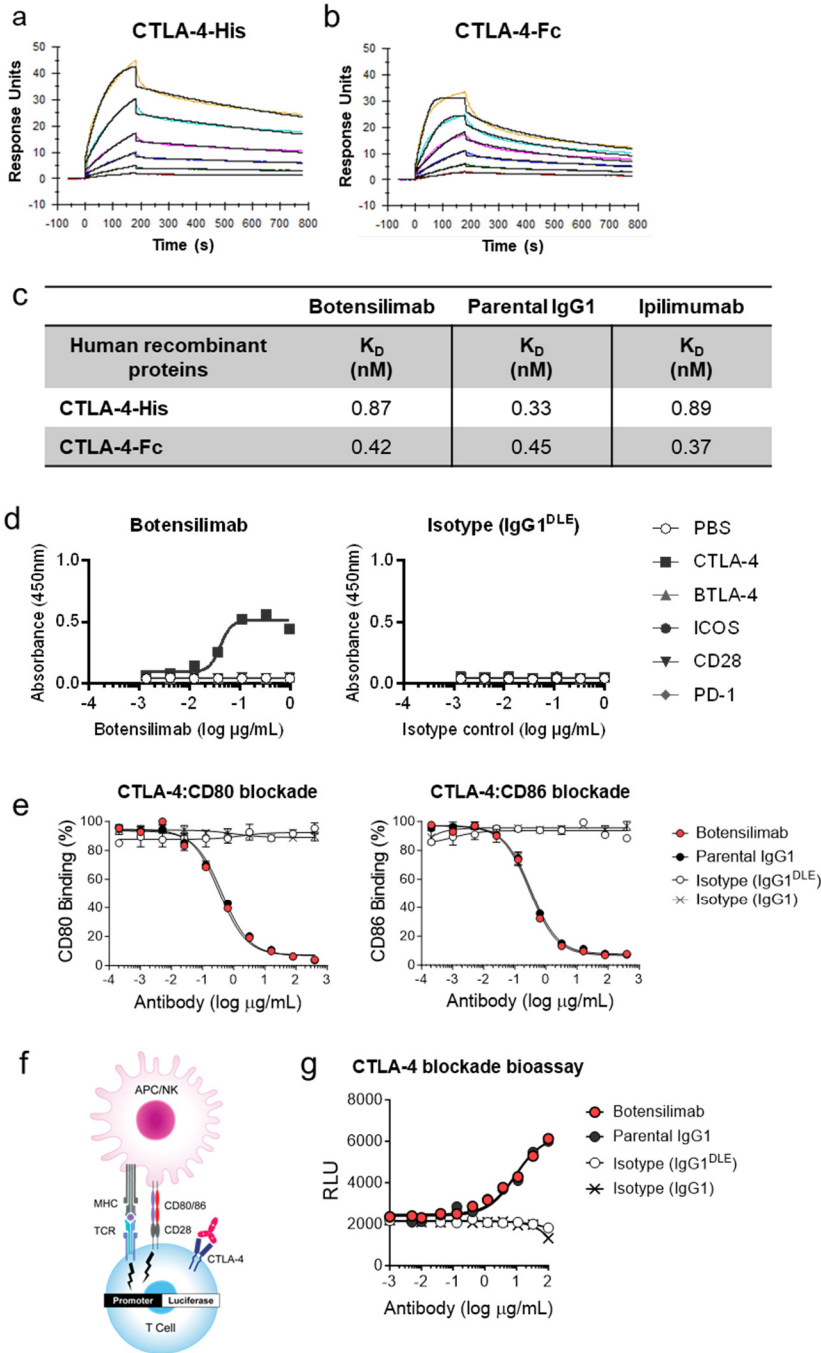 a
CTLA-4-His
Response Units
50
40
30
20
10
0
-10
-100 0 100 200 300 400 500 600 700 800
Time (s)
b
CTLA-4-Fc
Response Units
50
40
30
20
10
0
-10
-100 0 100 200 300 400 500 600 700 800
Time (s)
c
Botensilimab Parental IgG1 Ipilimumab
Human recombinant proteins KD (nM) KD (nM) KD (nM)
CTLA-4-His 0.87 0.33 0.89
CTLA-4-Fc 0.42 0.45 0.37
d
Botensilimab
Absorbance (450nm)
1.0
0.5
0.0
-4 -3 -2 -1 0
Botensilimab (log µg/mL)
Isotype (IgG1DLE)
Absorbance (450nm)
1.0
0.5
0.0
-4 -3 -2 -1 0
Isotype control (log µg/mL)
PBS
CTLA-4
BTLA-4
ICOS
CD28
PD-1
e
CTLA-4:CD80 blockade
CD80 Binding (%)
100
80
60
40
20
0
-4 -3 -2 -1 0 1 2 3
Antibody (log µg/mL)
CTLA-4:CD86 blockade
CD86 Binding (%)
100
80
60
40
20
0
-4 -3 -2 -1 0 1 2 3
Antibody (log µg/mL)
Botensilimab
Parental IgG1
Isotype (IgG1DLE)
Isotype (IgG1)
f
APC/NK
MHC
CD80/86
TCR
CD28
CTLA-4
Promoter Luciferase
T Cell
g
CTLA-4 blockade bioassay
RLU
8000
6000
4000
2000
0
-3 -2 -1 0 1 2
Antibody (log µg/mL)
Botensilimab
Parental IgG1
Isotype (IgG1DLE)
Isotype (IgG1)